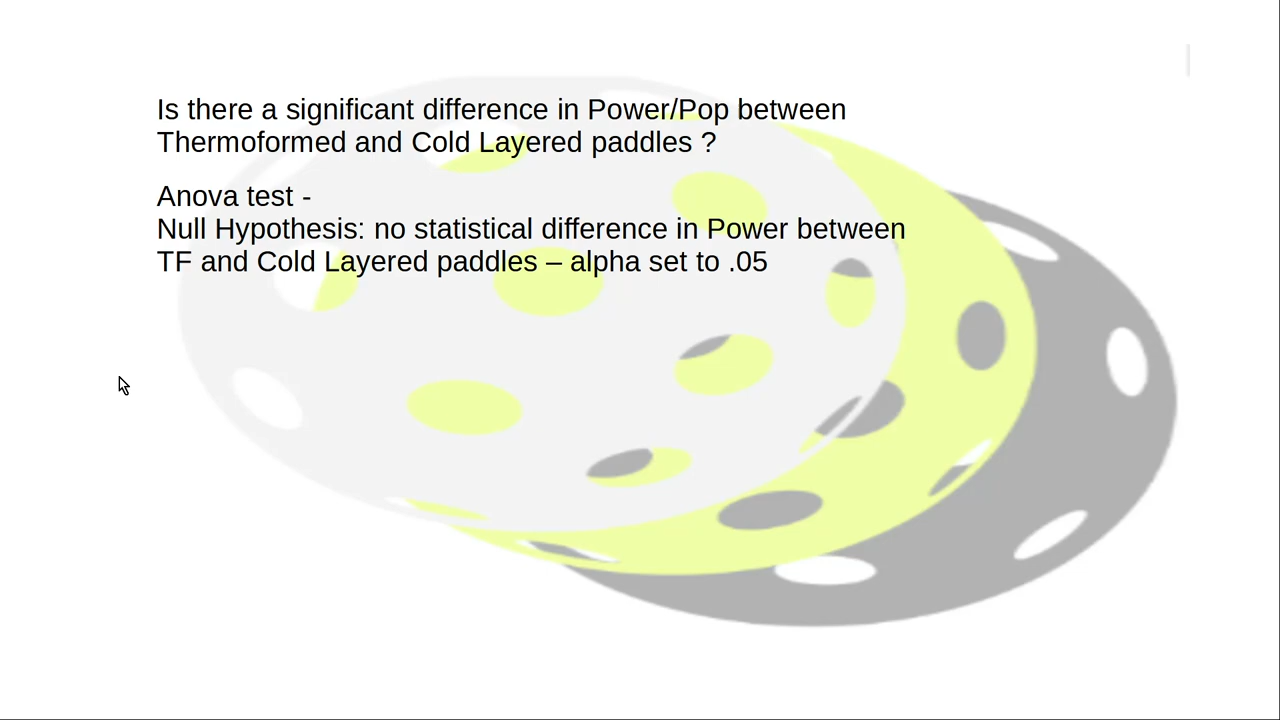 Is there a significant difference in Power/Pop between
Thermoformed and Cold Layered paddles ?
Anova test -
Null Hypothesis: no statistical difference in Power between
TF and Cold Layered paddles – alpha set to .05